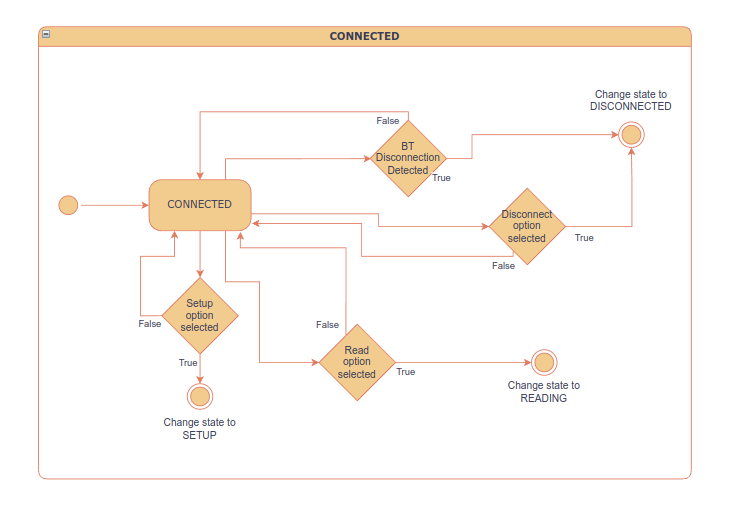 CONNECTED
Change state to
DISCONNECTED
False
BT
Disconnection
Detected
True
CONNECTED
Disconnect
option
selected
True
False
Setup
option
selected
False
True
Change state to
SETUP
False
Read
option
selected
True
Change state to
READING